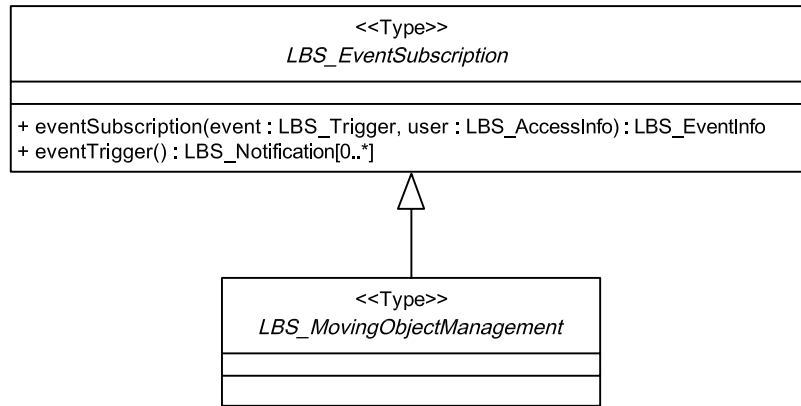 <<Type>>
LBS_EventSubscription
+ eventSubscription(event : LBS_Trigger, user : LBS_AccessInfo) : LBS_EventInfo
+ eventTrigger() : LBS_Notification[0..*]
<<Type>>
LBS_MovingObjectManagement